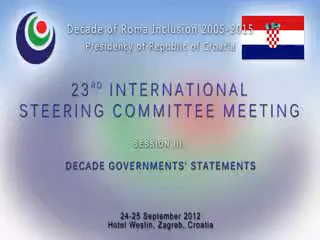 Decade of Roma Inclusion 2005-2015
Presidency of Republic of Croatia
23RD INTERNATIONAL
STEERING COMMITTEE MEETING
SESSION III
DECADE GOVERNMENTS' STATEMENTS
24-25 September 2012
Hotel Westin, Zagreb, Croatia